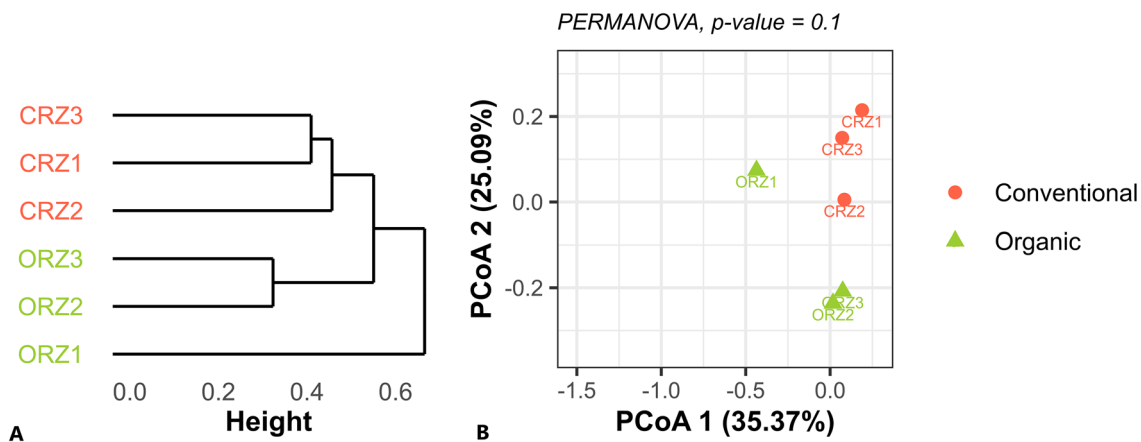 CRZ3
CRZ1
CRZ2
ORZ3
ORZ2
ORZ1
0.0 0.2 0.4 0.6
Height
A
PERMANOVA, p-value = 0.1
PCoA 2 (25.09%)
0.2
0.0
-0.2
CRZ1
CRZ3
ORZ1
CRZ2
ORZ3
ORZ2
-1.5 -1.0 -0.5 0.0
PCoA 1 (35.37%)
B
Conventional
Organic